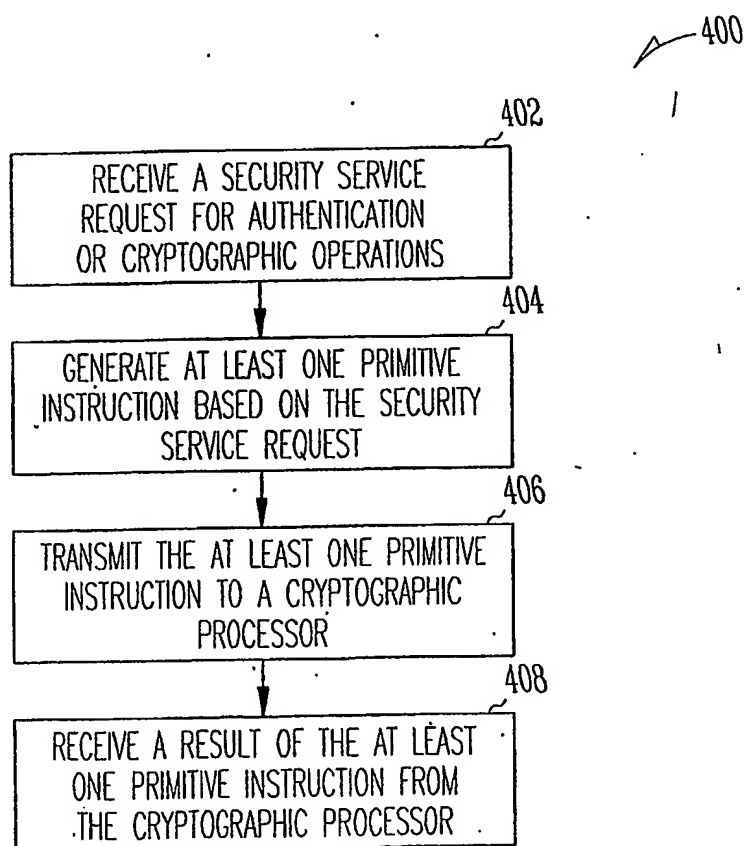 400
402
RECEIVE A SECURITY SERVICE
REQUEST FOR AUTHENTICATION
OR CRYPTOGRAPHIC OPERATIONS
404
GENERATE AT LEAST ONE PRIMITIVE
INSTRUCTION BASED ON THE SECURITY
SERVICE REQUEST
406
TRANSMIT THE AT LEAST ONE PRIMITIVE
INSTRUCTION TO A CRYPTOGRAPHIC
PROCESSOR
408
RECEIVE A RESULT OF THE AT LEAST
ONE PRIMITIVE INSTRUCTION FROM
THE CRYPTOGRAPHIC PROCESSOR